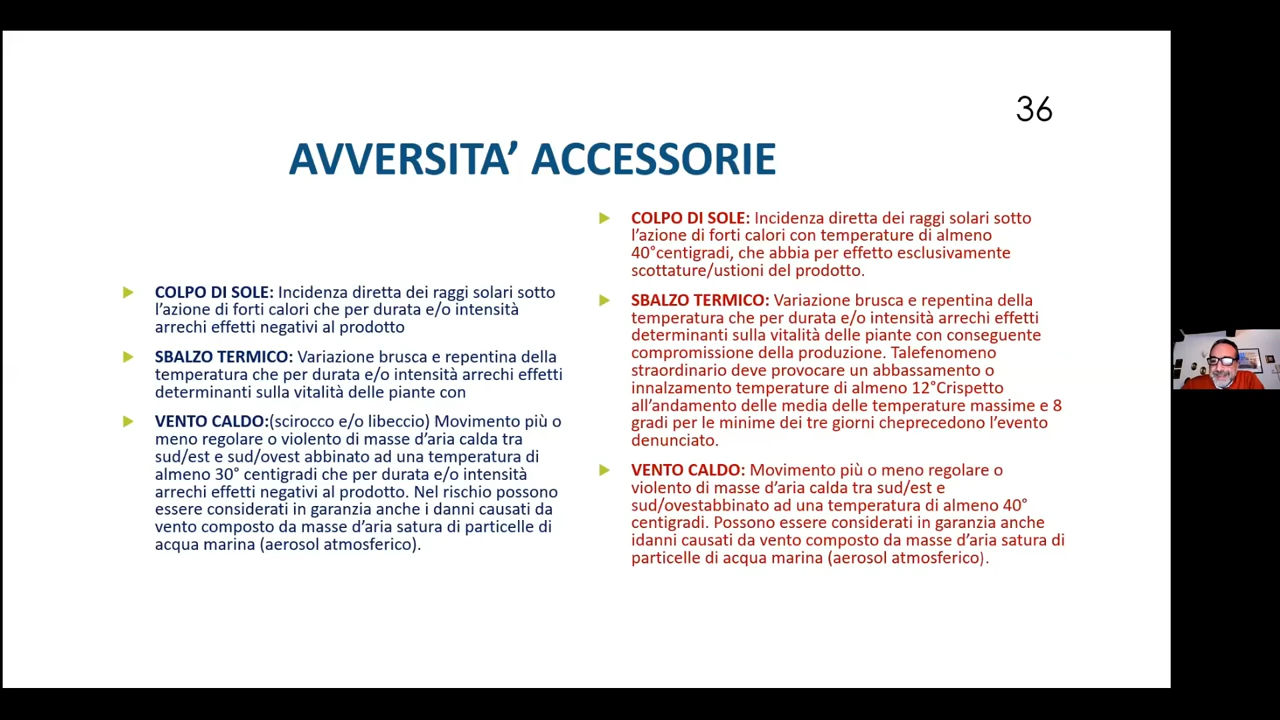 36
AVVERSITA’ ACCESSORIE
COLPO DI SOLE: Incidenza diretta dei raggi solari sotto
l’azione di forti calori che per durata e/o intensità
arrechi effetti negativi al prodotto
SBALZO TERMICO: Variazione brusca e repentina della
temperatura che per durata e/o intensità arrechi effetti
determinanti sulla vitalità delle piante con
VENTO CALDO:(scirocco e/o libeccio) Movimento più o
meno regolare o violento di masse d’aria calda tra
sud/est e sud/ovest abbinato ad una temperatura di
almeno 30° centigradi che per durata e/o intensità
arrechi effetti negativi al prodotto. Nel rischio possono
essere considerati in garanzia anche i danni causati da
vento composto da masse d’aria satura di particelle di
acqua marina (aerosol atmosferico).
COLPO DI SOLE: Incidenza diretta dei raggi solari sotto
l’azione di forti calori con temperature di almeno
40°centigradi, che abbia per effetto esclusivamente
scottature/ustioni del prodotto.
SBALZO TERMICO: Variazione brusca e repentina della
temperatura che per durata e/o intensità arrechi effetti
determinanti sulla vitalità delle piante con conseguente
compromissione della produzione. Talefenomeno
straordinario deve provocare un abbassamento o
innalzamento temperature di almeno 12°Crispetto
all’andamento delle media delle temperature massime e 8
gradi per le minime dei tre giorni cheprecedono l’evento
denunciato.
VENTO CALDO: Movimento più o meno regolare o
violento di masse d’aria calda tra sud/est e
sud/ovestabbinato ad una temperatura di almeno 40°
centigradi. Possono essere considerati in garanzia anche
idanni causati da vento composto da masse d’aria satura di
particelle di acqua marina (aerosol atmosferico).